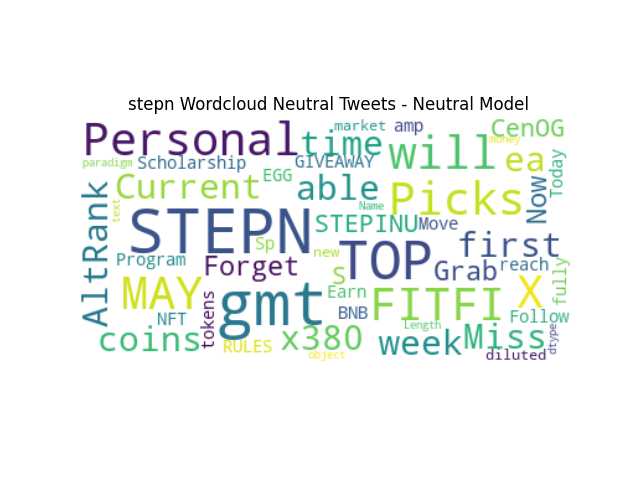 stepn Wordcloud Neutral Tweets - Neutral Model
Personal time market amp will CenOG money
paradigm Scholarship GIVEAWAY ea Today
text Current EGG able Picks Now
AltRank STEPN Name STEPINU Move
Program Sp new TOP first
Forget S Grab reach fully
MAY gmt Earn FITFI X
NFT tokens BNB Length Follow
coins RULES x380 week Miss dtype
object diluted